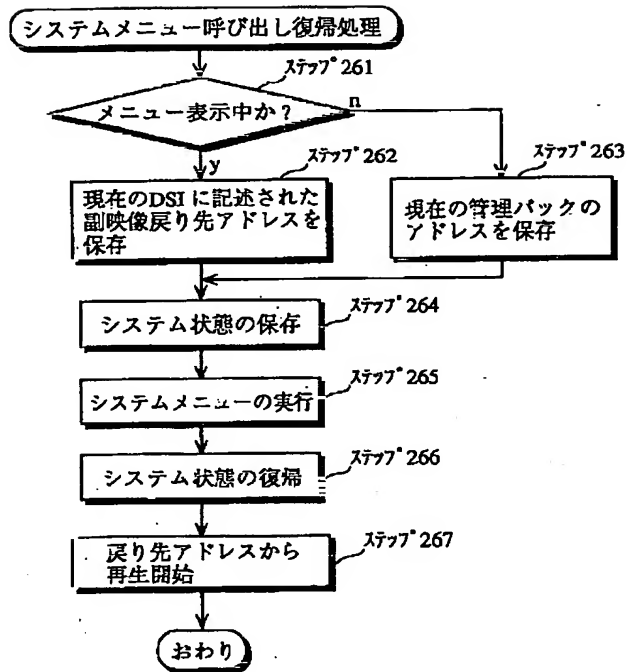 システムメニュー呼び出し復帰処理
ステップ261
メニュー表示中か？
n
y
ステップ262
現在のDSIに記述された
副映像戻り先アドレスを
保存
ステップ263
現在の管理パックの
アドレスを保存
ステップ264
システム状態の保存
ステップ265
システムメニューの実行
ステップ266
システム状態の復帰
ステップ267
戻り先アドレスから
再生開始
おわり